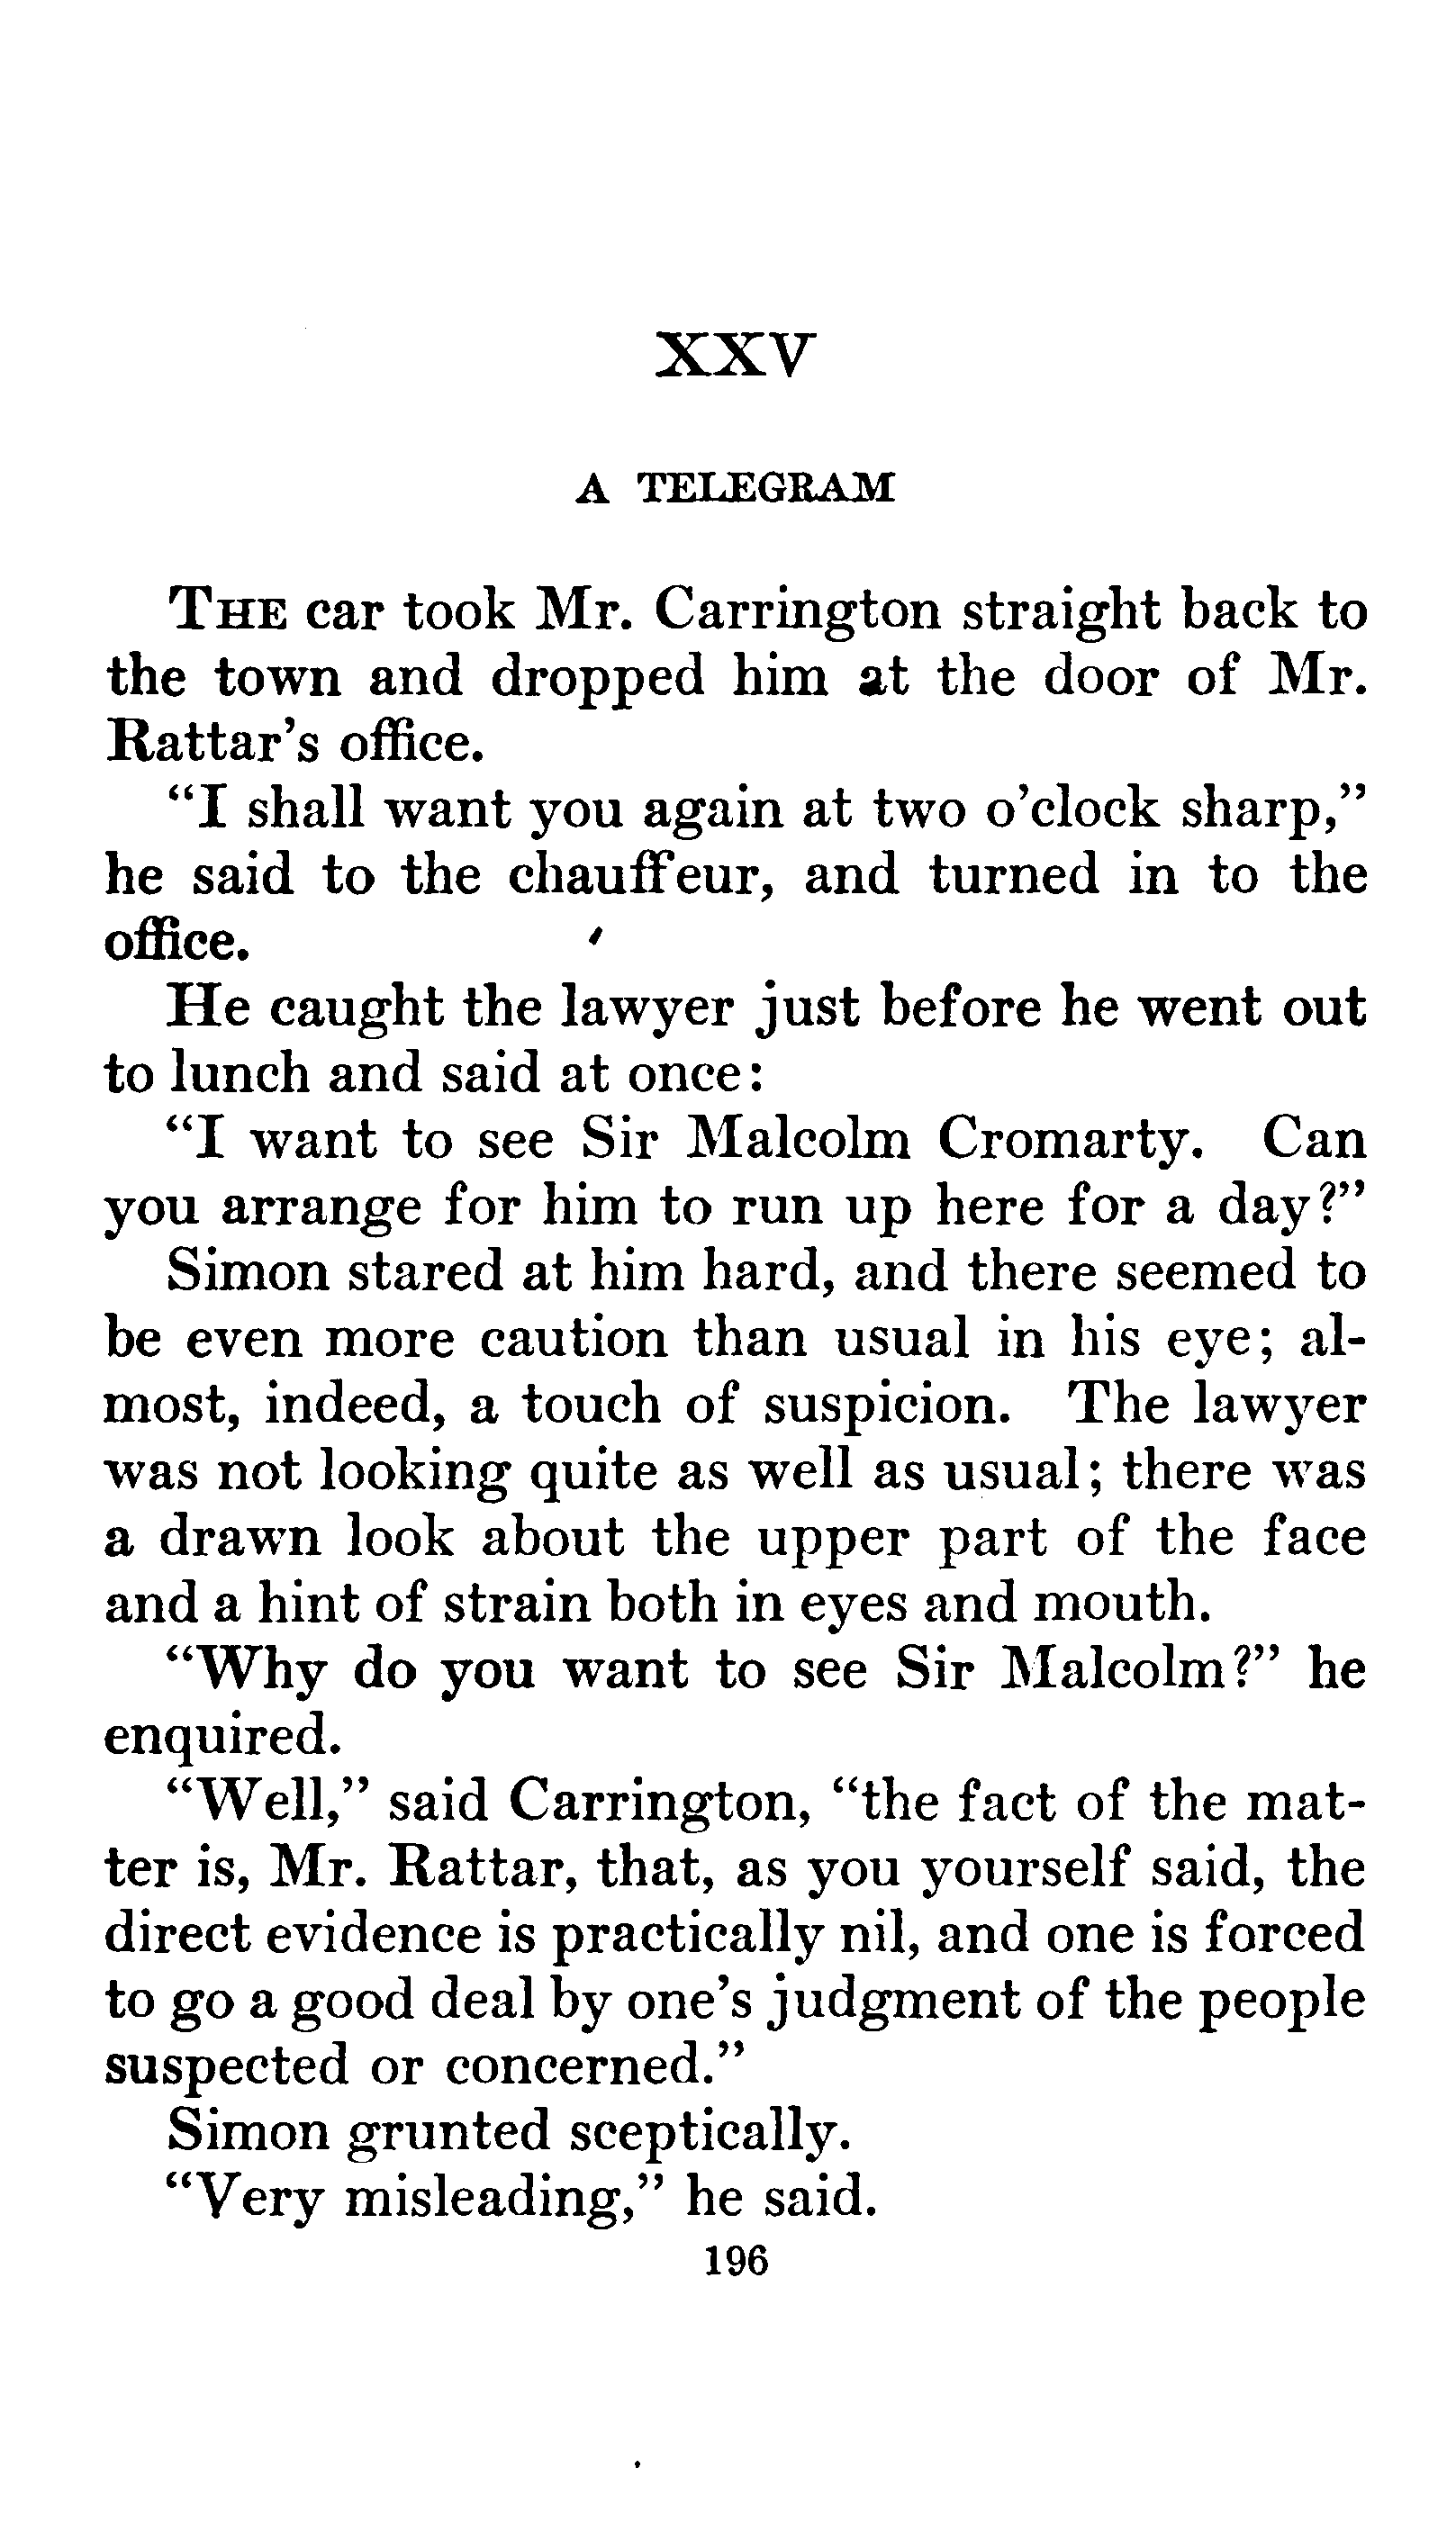 XXV
A TELEGRAM
THE car took Mr. Carrington straight back to
the town and dropped him at the door of Mr.
Rattar's office.
"I shall want you again at two o'clock sharp,"
he said to the chauffeur, and turned in to the
office.
He caught the lawyer just before he went out
to lunch and said at once:
"I want to see Sir Malcolm Cromarty. Can
you arrange for him to run up here for a day?"
Simon stared at him hard, and there seemed to
be even more caution than usual in his eye; al-
most, indeed, a touch of suspicion. The lawyer
was not looking quite as well as usual; there was
a drawn look about the upper part of the face
and a hint of strain both in eyes and mouth.
"Why do you want to see Sir Malcolm?" he
enquired.
"Well," said Carrington, "the fact of the mat-
ter is, Mr. Rattar, that, as you yourself said, the
direct evidence is practically nil, and one is forced
to go a good deal by one's judgment of the people
suspected or concerned."
Simon grunted sceptically.
"Very misleading," he said.
196